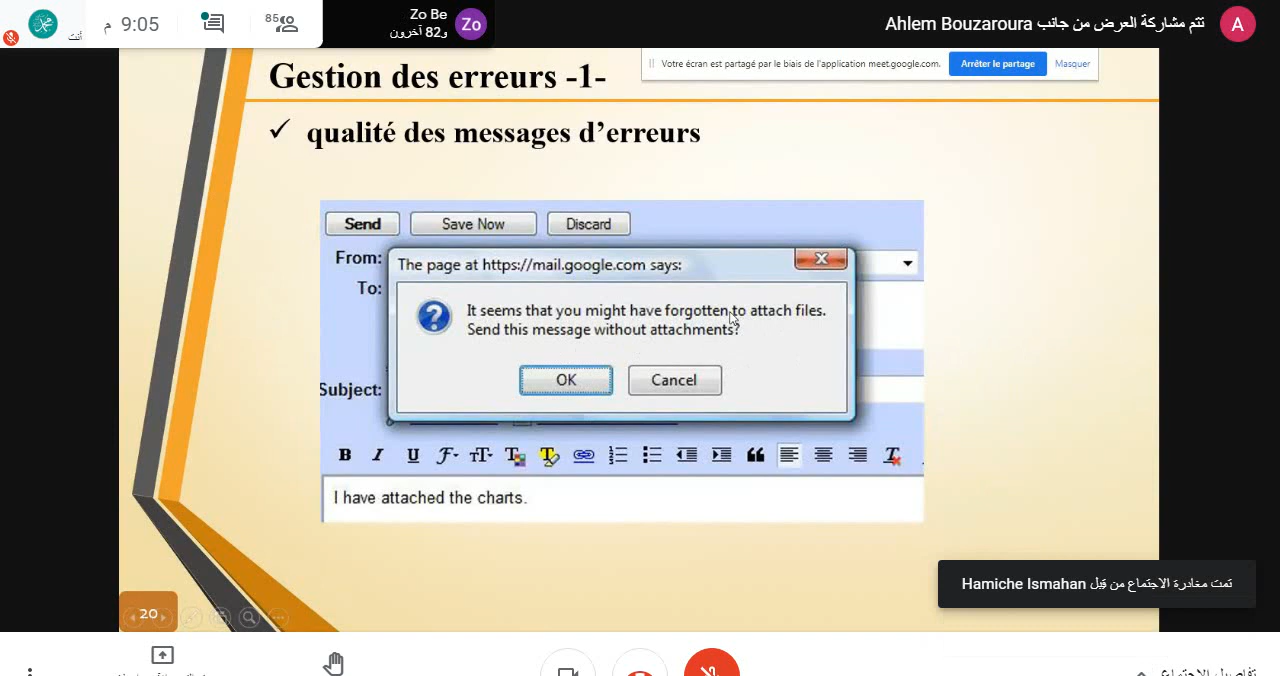 9:05 م
85
أنت
Zo Be
و82 آخرون
Zo
تتم مشاركة العرض من جانب Ahlem Bouzaroura
A
Votre écran est partagé par le biais de l'application meet.google.com.
Arrêter le partage
Masquer
Gestion des erreurs -1-
✓ qualité des messages d’erreurs
Send
Save Now
Discard
From:
To:
The page at https://mail.google.com says:
It seems that you might have forgotten to attach files.
Send this message without attachments?
OK
Cancel
Subject:
I have attached the charts.
تمت مغادرة الاجتماع من قِبل Hamiche Ismahan
20
تفاصيل الاجتماع